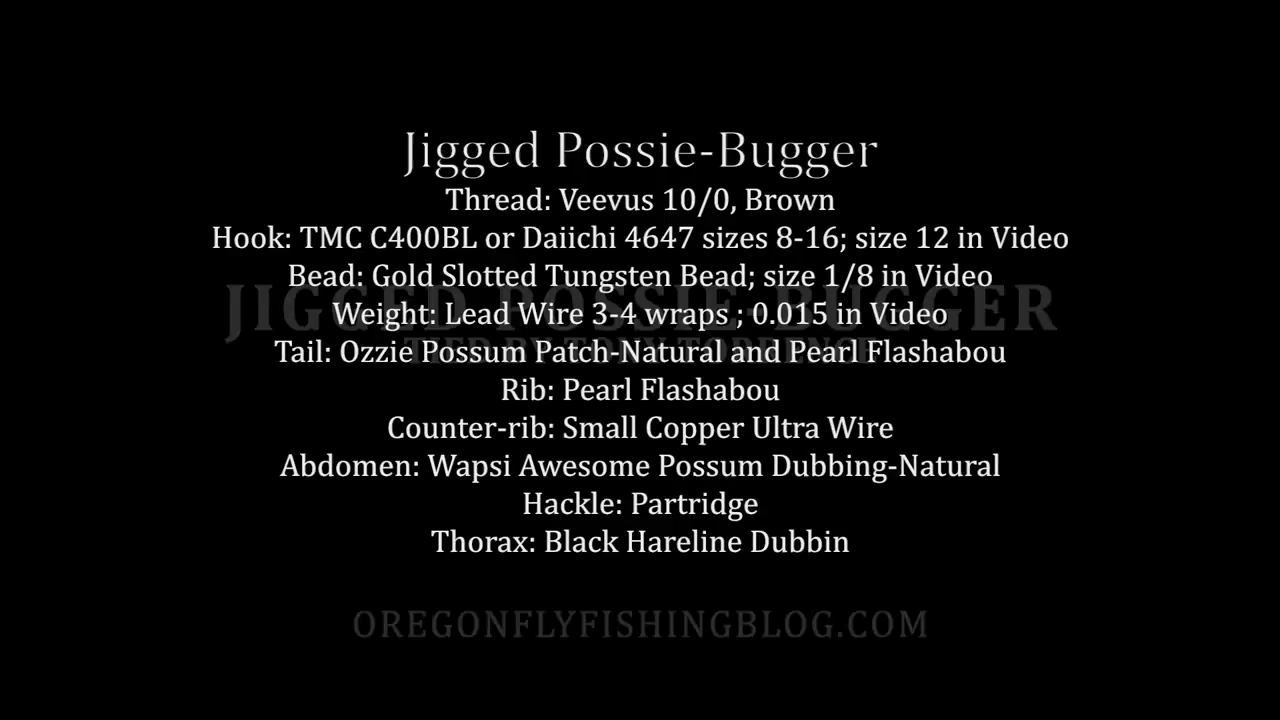 Jigged Possie-Bugger
Thread: Veevus 10/0, Brown
Hook: TMC C400BL or Daiichi 4647 sizes 8-16; size 12 in Video
Bead: Gold Slotted Tungsten Bead; size 1/8 in Video
JIGGED POSSIE-BUGGER
Weight: Lead Wire 3-4 wraps ; 0.015 in Video
Tail: Ozzie Possum Patch-Natural and Pearl Flashabou
Rib: Pearl Flashabou
Counter-rib: Small Copper Ultra Wire
Abdomen: Wapsi Awesome Possum Dubbing-Natural
Hackle: Partridge
Thorax: Black Hareline Dubbin
OREGONFLYFISHINGBLOG.COM